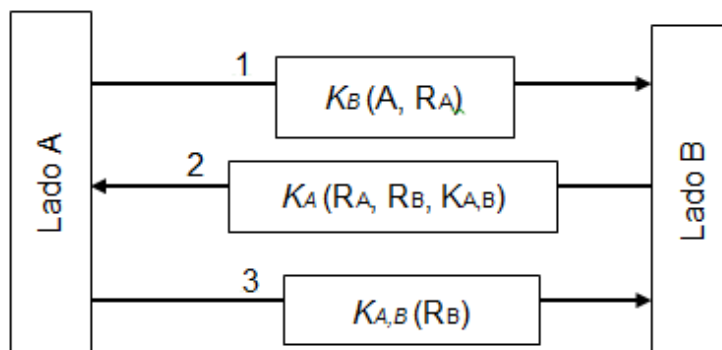 Lado A
1
KB (A, RA)
2
KA (RA, RB, KA,B)
3
KA,B (RB)
Lado B